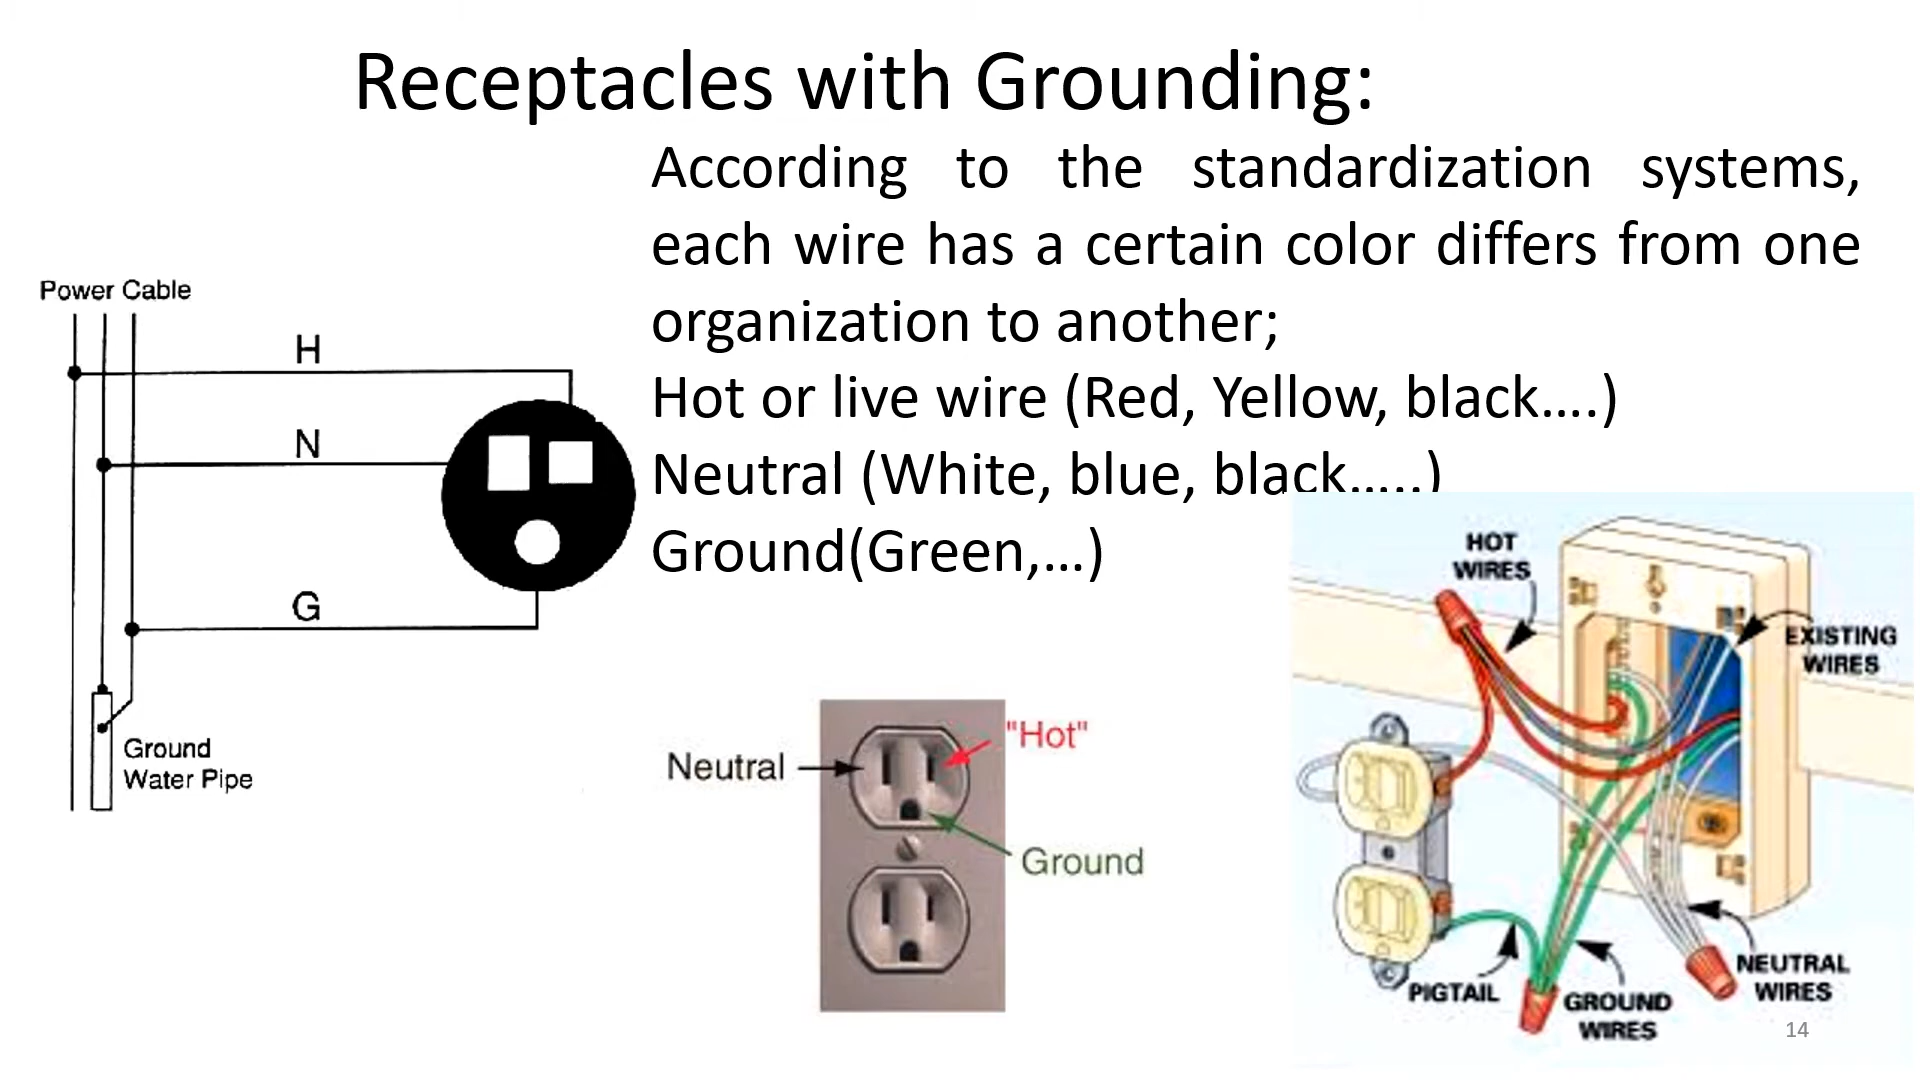 Receptacles with Grounding:
According to the standardization systems,
each wire has a certain color differs from one
organization to another;
Hot or live wire (Red, Yellow, black....)
Neutral (White, blue, black.....)
Ground(Green,...)
Power Cable
H
N
G
Ground
Water Pipe
Neutral
"Hot"
Ground
HOT
WIRES
EXISTING
WIRES
PIGTAIL
GROUND
WIRES
NEUTRAL
WIRES
14